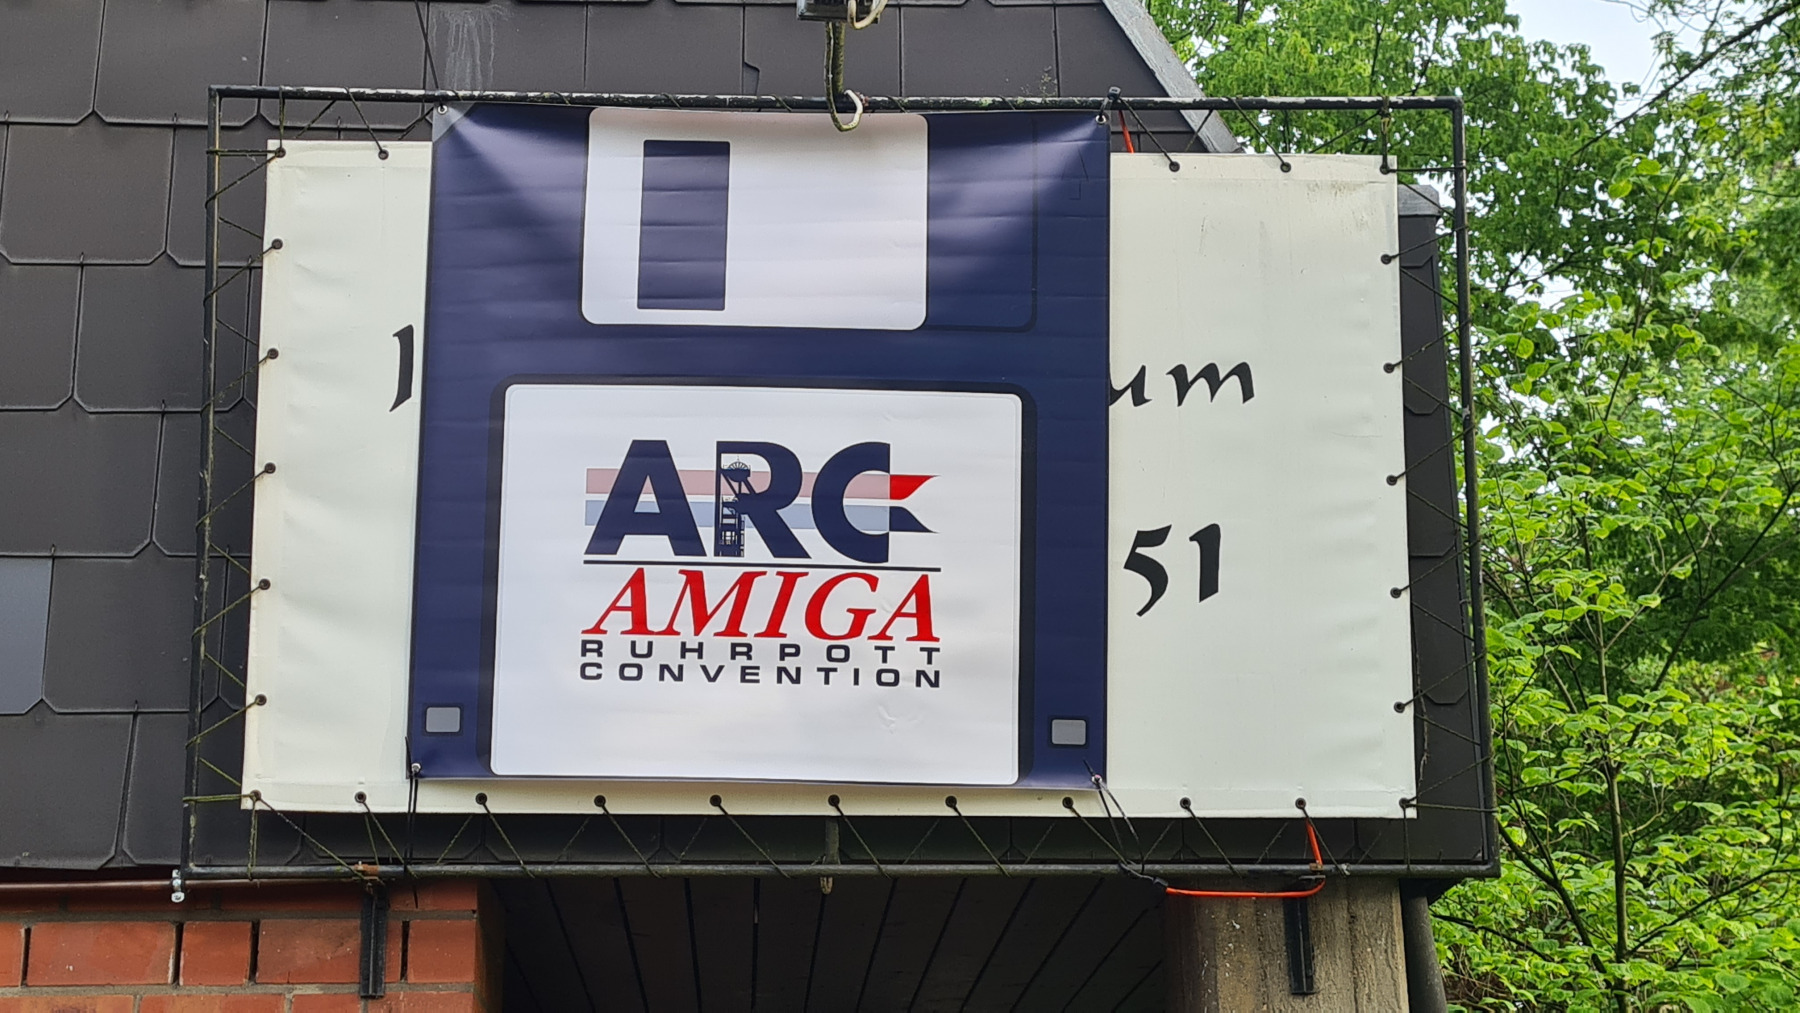 um
51
ARC
AMIGA
RUHRPOTT
CONVENTION